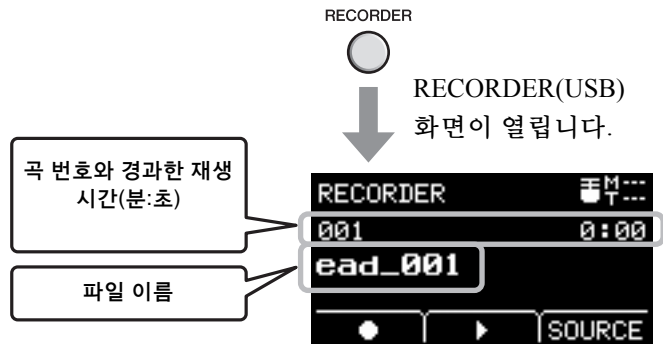 RECORDER
RECORDER(USB)
화면이 열립니다.
곡 번호와 경과한 재생
시간(분:초)
파일 이름
RECORDER M---
T---
001 0:00
ead_001
● ▶ SOURCE